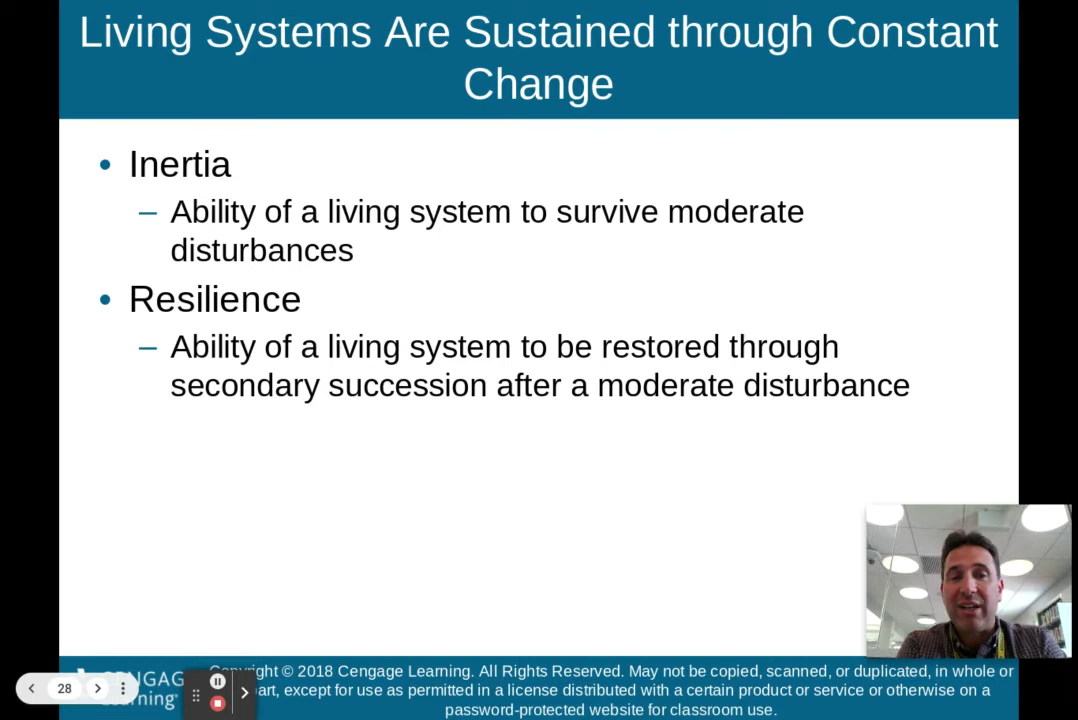 Living Systems Are Sustained through Constant
Change
• Inertia
– Ability of a living system to survive moderate
disturbances
• Resilience
– Ability of a living system to be restored through
secondary succession after a moderate disturbance
Copyright © 2018 Cengage Learning. All Rights Reserved. May not be copied, scanned, or duplicated, in whole or
part, except for use as permitted in a license distributed with a certain product or service or otherwise on a
password-protected website for classroom use.
CENGAGE
Learning
28